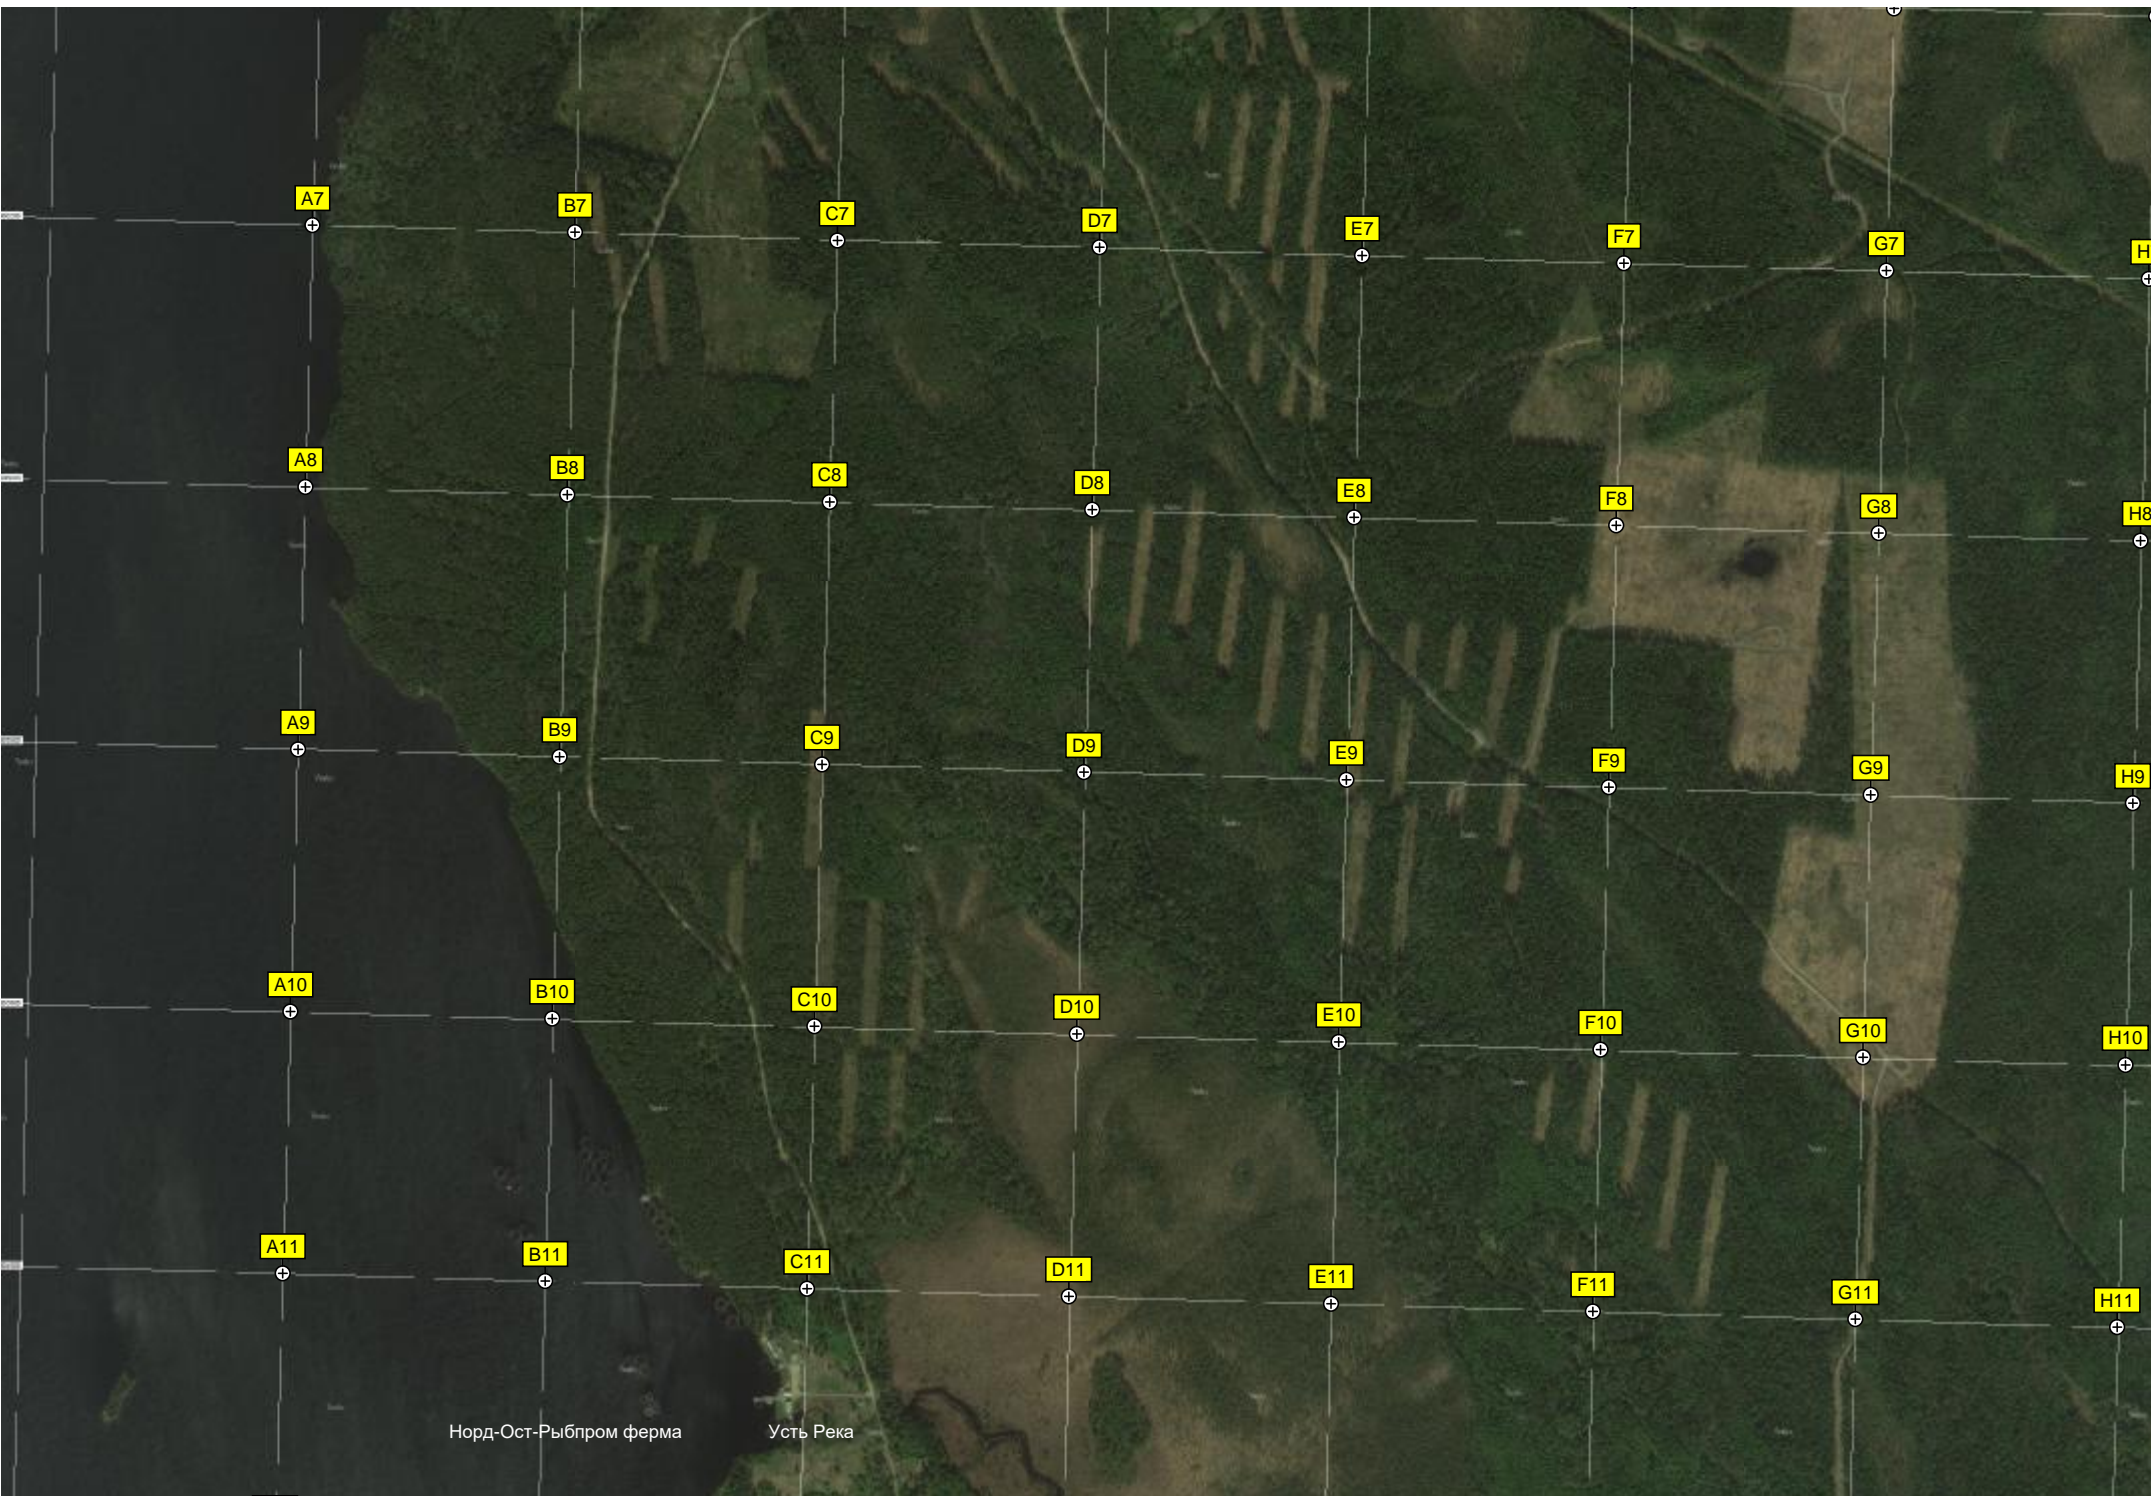 A7 B7 C7 D7 E7 F7 G7 H
A8 B8 C8 D8 E8 F8 G8 H8
A9 B9 C9 D9 E9 F9 G9 H9
A10 B10 C10 D10 E10 F10 G10 H10
A11 B11 C11 D11 E11 F11 G11 H11
Норд-Ост-Рыбпром ферма
Усть Река